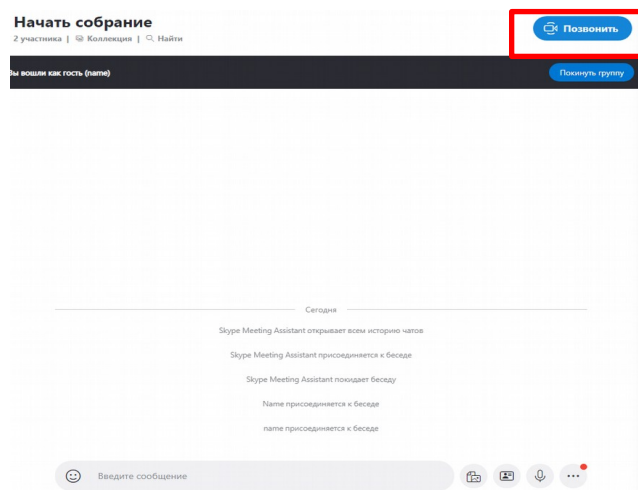 Начать собрание
2 участника | Коллекция | Найти
Позвонить
Вы вошли как гость (name)
Покинуть группу
Сегодня
Skype Meeting Assistant открывает всем историю чатов
Skype Meeting Assistant присоединяется к беседе
Skype Meeting Assistant покидает беседу
Name присоединяется к беседе
name присоединяется к беседе
Введите сообщение